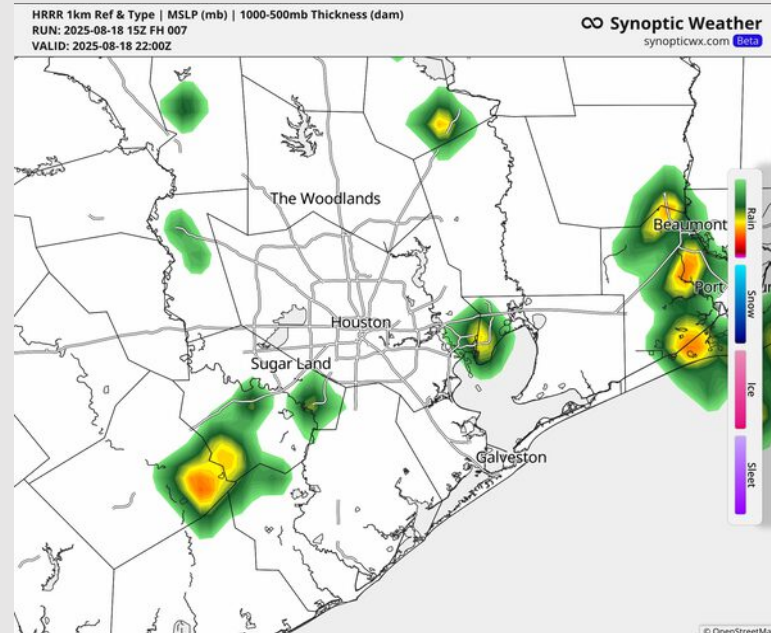 HRRR 1km Ref & Type | MSLP (mb) | 1000-500mb Thickness (dam)
RUN: 2025-08-18 15Z FH 007
VALID: 2025-08-18 22:00Z
Synoptic Weather
synopticwx.com Beta
The Woodlands
Beaumont
Port
Houston
Sugar Land
Galveston
Rain
Snow
Ice
Sleet
© OpenStreetMa